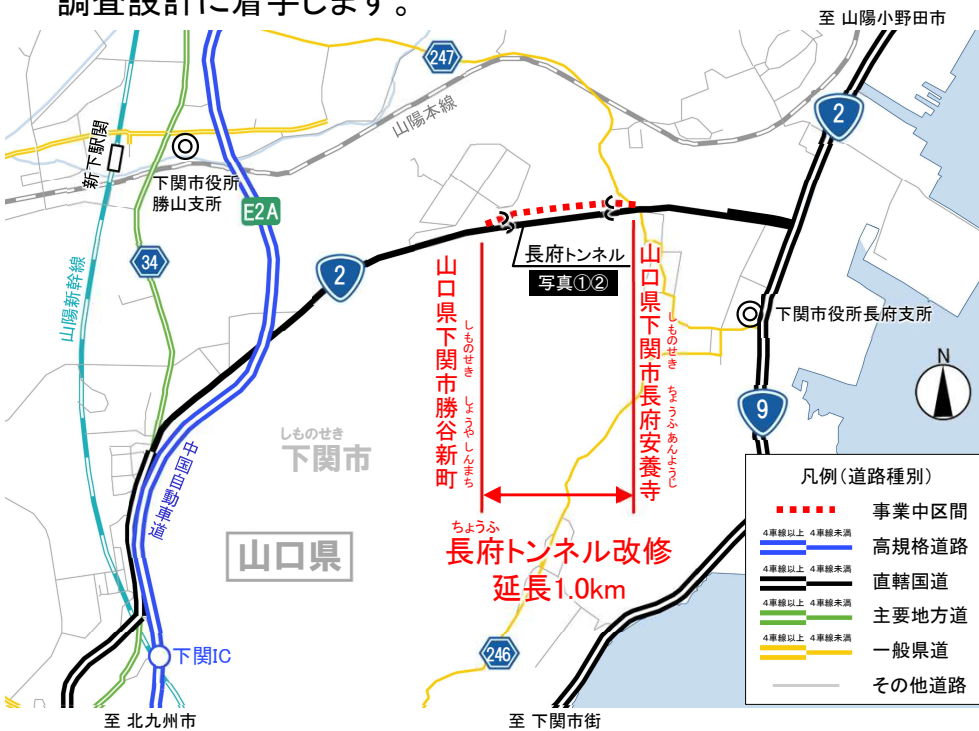 調査設計に着手します。
至 山陽小野田市
247
山陽本線
2
新下関駅
下関市役所
勝山支所
E2A
34
2
長府トンネル
写真①②
下関市役所長府支所
山陽新幹線
山口県下関市勝谷新町
しものせき しょうやしんまち
山口県下関市長府安養寺
しものせき ちょうふあんようじ
N
9
しものせき
下関市
中国自動車道
山口県
ちょうふ
長府トンネル改修
延長1.0km
246
下関IC
凡例(道路種別)
事業中区間
4車線以上 4車線未満
高規格道路
4車線以上 4車線未満
直轄国道
4車線以上 4車線未満
主要地方道
4車線以上 4車線未満
一般県道
その他道路
至 北九州市
至 下関市街